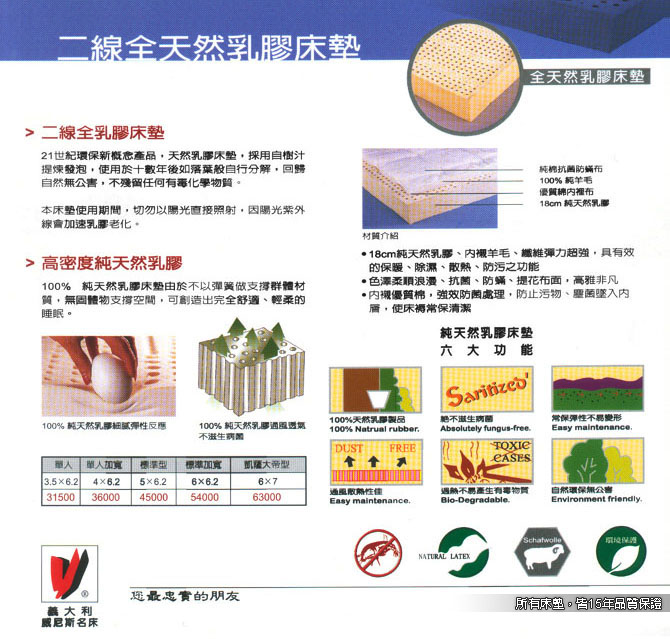 二線全天然乳膠床墊
全天然乳膠床墊
> 二線全乳膠床墊
21世紀環保新概念產品，天然乳膠床墊，採用自樹汁
提煉發泡，使用於十數年後如落葉般自行分解，回歸
自然無公害，不殘留任何有毒化學物質。
本床墊使用期間，切勿以陽光直接照射，因陽光紫外
線會加速乳膠老化。
> 高密度純天然乳膠
100% 純天然乳膠床墊由於不以彈簧做支撐群體材
質，無固體物支撐空間，可創造出完全舒適、輕柔的
睡眠。
100% 純天然乳膠細膩彈性反應
100% 純天然乳膠通風透氣
不滋生病菌
單人 單人加寬 標準型 標準加寬 凱薩大帝型
3.5×6.2 4×6.2 5×6.2 6×6.2 6×7
31500 36000 45000 54000 63000
純棉抗菌防蟎布
100% 純羊毛
優質棉內裡布
18cm 純天然乳膠
材質介紹
•18cm純天然乳膠、內襯羊毛、纖維彈力超強，具有效
的保暖、除濕、散熱、防污之功能
•色澤柔順浪漫、抗菌、防蟎、提花布面，高雅非凡
•內襯優質棉，強效防菌處理，防止污物、塵菌墜入內
層，使床褥常保清潔
純天然乳膠床墊
六大功能
Sanitized
100%天然乳膠製品
100% Natrual rubber.
絕不滋生病菌
Absolutely fungus-free.
常保彈性不易變形
Easy maintenance.
DUST FREE
TOXIC
CASES
通風散熱性佳
Easy maintenance.
過熱不易產生有毒物質
Bio-Degradable.
自然環保無公害
Environment friendly.
NATURAL LATEX
Schafwolle
環境保護
®
義大利
威尼斯名床
您最忠實的朋友
所有床墊，皆15年品質保證